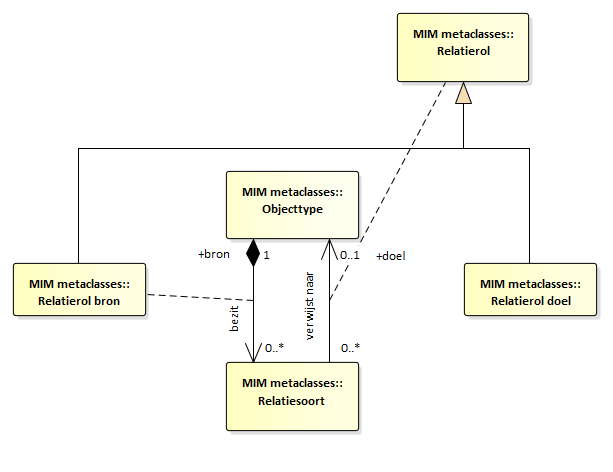 MIM metaclasses::
Relatierol
MIM metaclasses::
Objecttype
+bron
1
0..1
+doel
MIM metaclasses::
Relatierol bron
MIM metaclasses::
Relatierol doel
bezit
verwijst naar
0..*
0..*
MIM metaclasses::
Relatiesoort